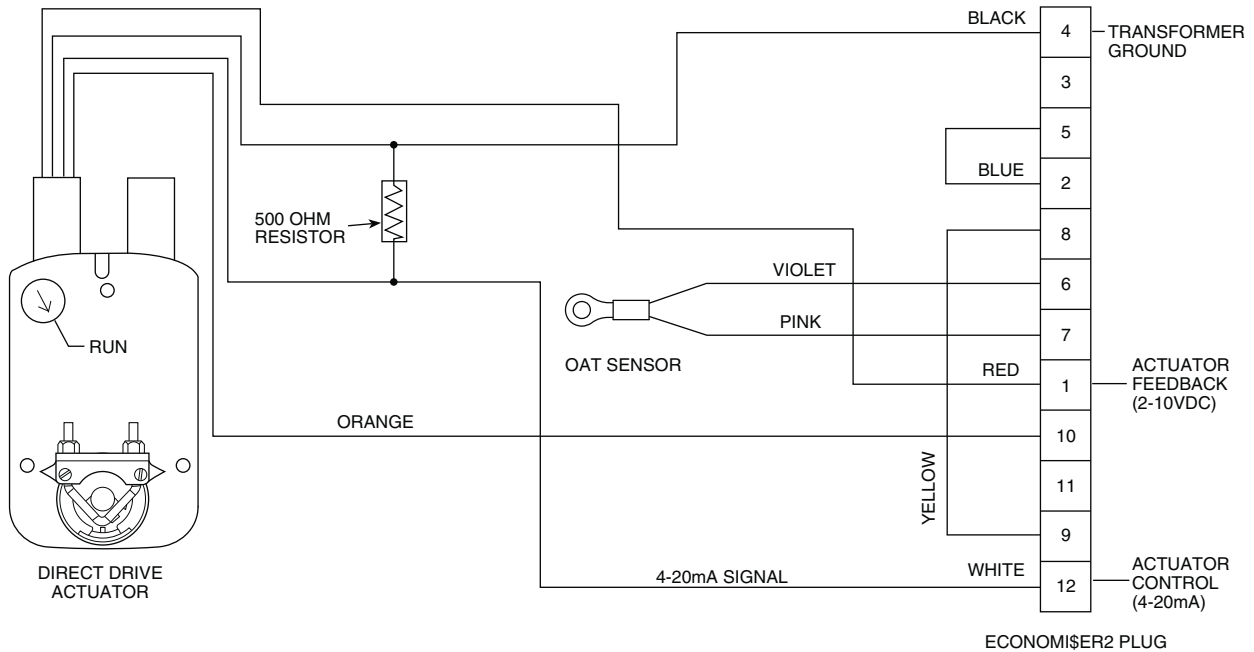 BLACK
4
TRANSFORMER
GROUND
3
5
BLUE
2
500 OHM
RESISTOR
8
VIOLET
6
RUN
PINK
7
OAT SENSOR
RED
1
ACTUATOR
FEEDBACK
(2-10VDC)
ORANGE
10
YELLOW
11
9
DIRECT DRIVE
ACTUATOR
4-20mA SIGNAL
WHITE
12
ACTUATOR
CONTROL
(4-20mA)
ECONOMI$ER2 PLUG